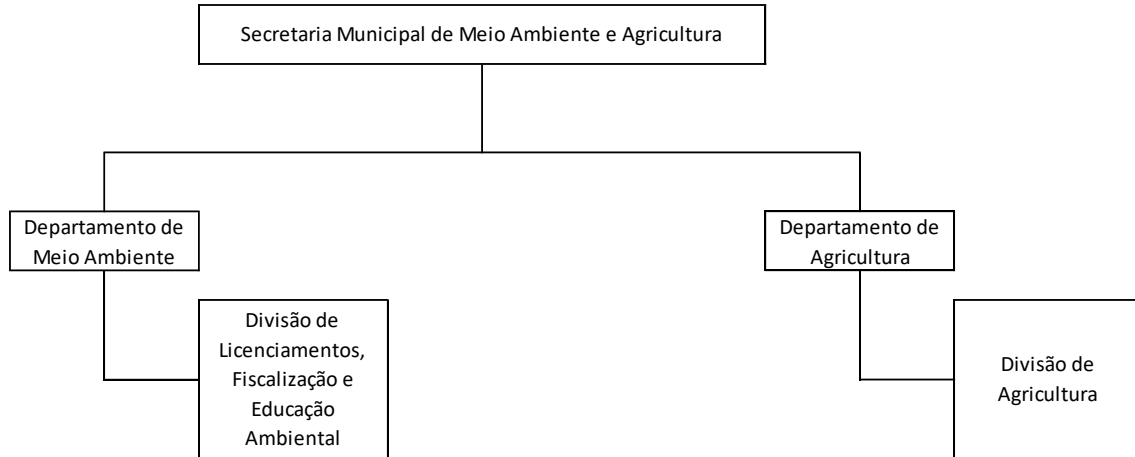 Secretaria Municipal de Meio Ambiente e Agricultura
Departamento de
Meio Ambiente
Departamento de
Agricultura
Divisão de
Licenciamentos,
Fiscalização e
Educação
Ambiental
Divisão de
Agricultura